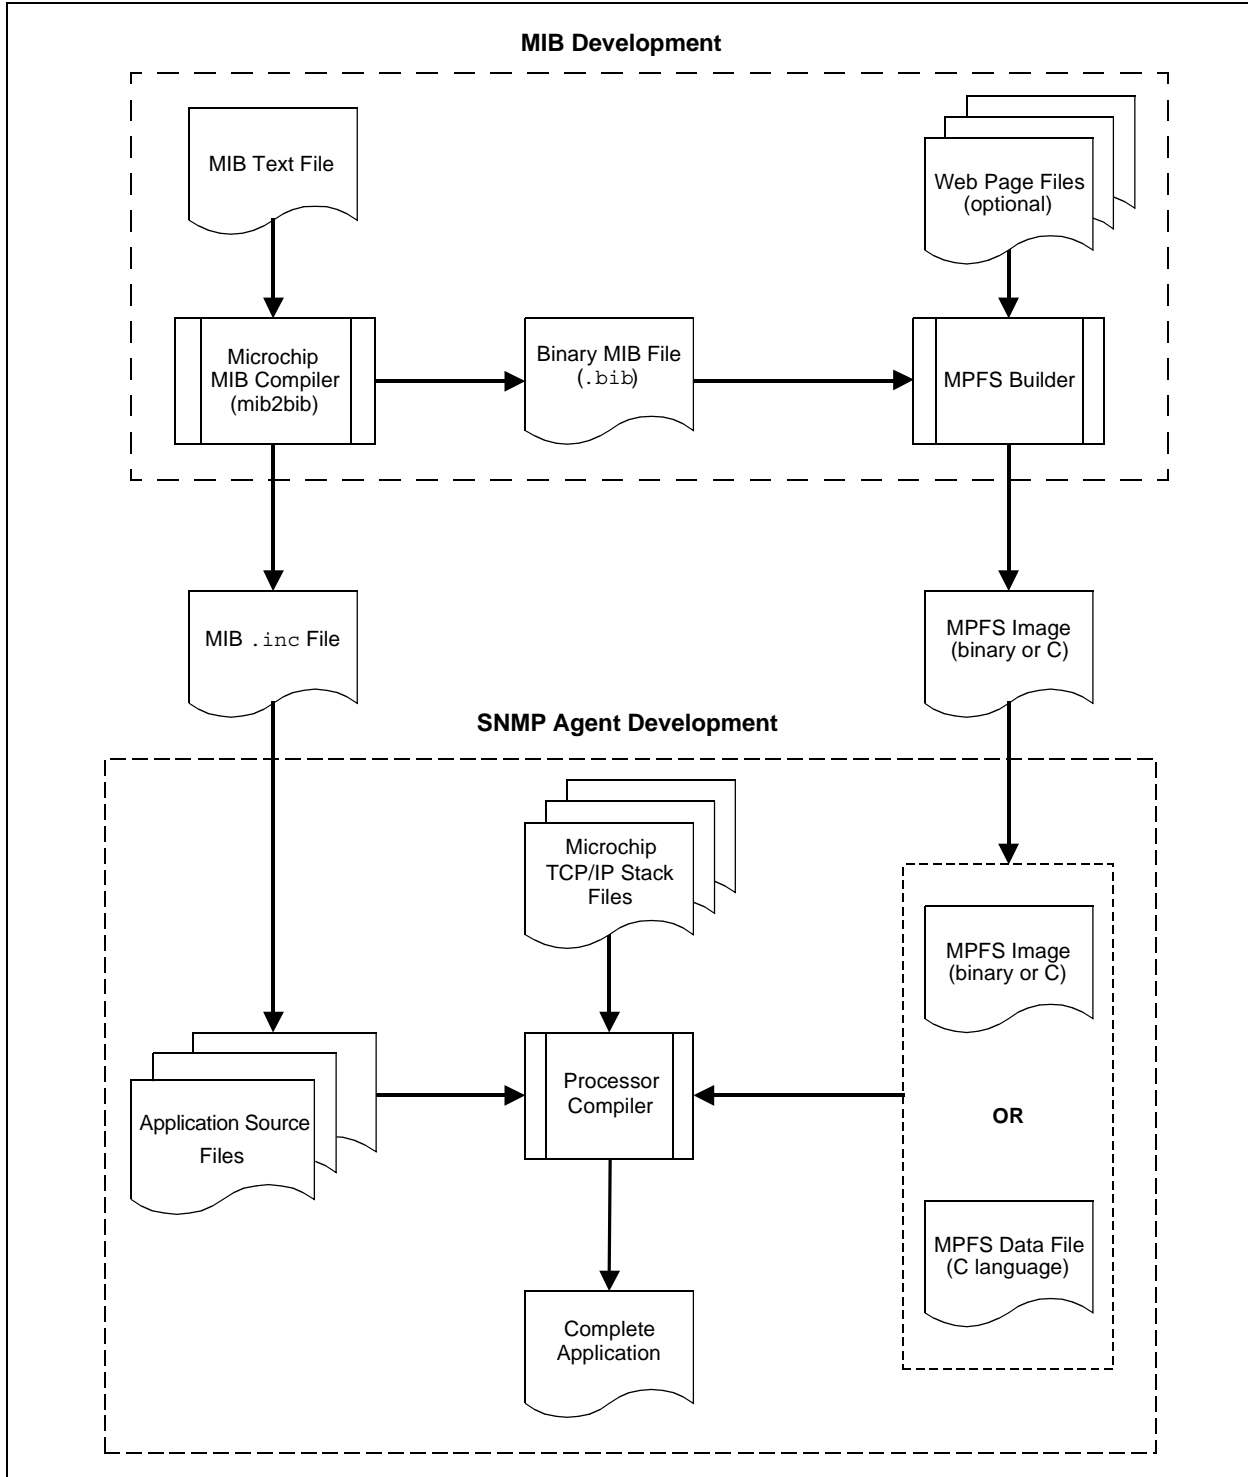 MIB Development
MIB Text File
Web Page Files
(optional)
Microchip
MIB Compiler
(mib2bib)
Binary MIB File
(.bib)
MPFS Builder
MIB .inc File
MPFS Image
(binary or C)
SNMP Agent Development
Microchip
TCP/IP Stack
Files
MPFS Image
(binary or C)
Application Source
Files
Processor
Compiler
OR
MPFS Data File
(C language)
Complete
Application